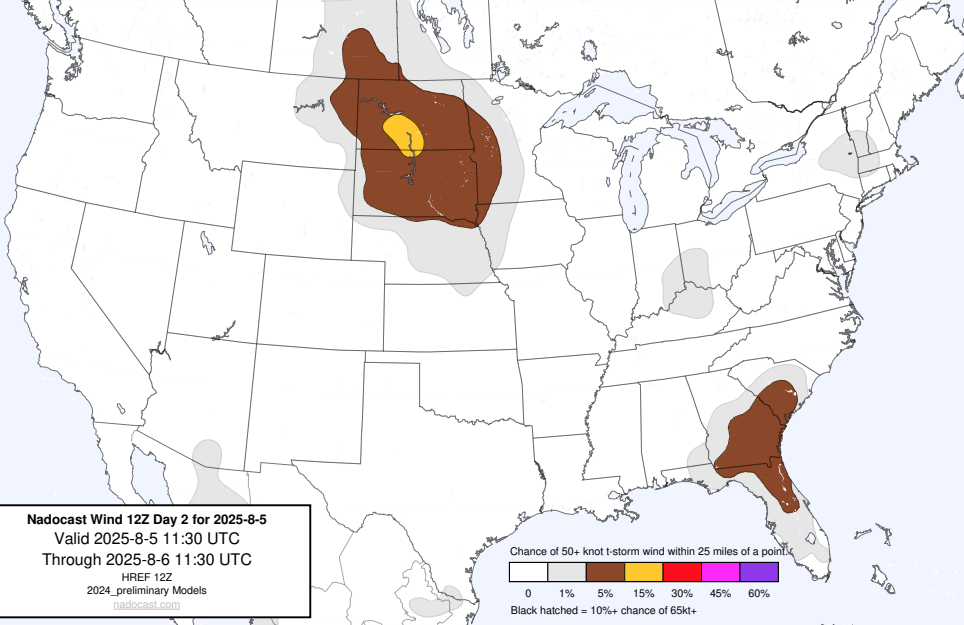 Nadocast Wind 12Z Day 2 for 2025-8-5
Valid 2025-8-5 11:30 UTC
Through 2025-8-6 11:30 UTC
HREF 12Z
2024_preliminary Models
nadocast.com
Chance of 50+ knot t-storm wind within 25 miles of a point.
0 1% 5% 15% 30% 45% 60%
Black hatched = 10%+ chance of 65kt+